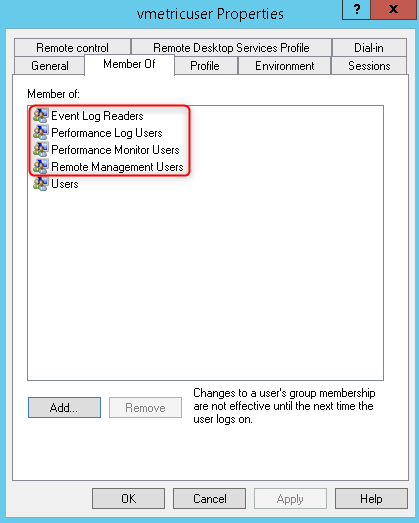 vmetricuser Properties
?
X
Remote control
Remote Desktop Services Profile
Dial-in
General
Member Of
Profile
Environment
Sessions
Member of:
Event Log Readers
Performance Log Users
Performance Monitor Users
Remote Management Users
Users
Add...
Remove
Changes to a user's group membership
are not effective until the next time the
user logs on.
OK
Cancel
Apply
Help